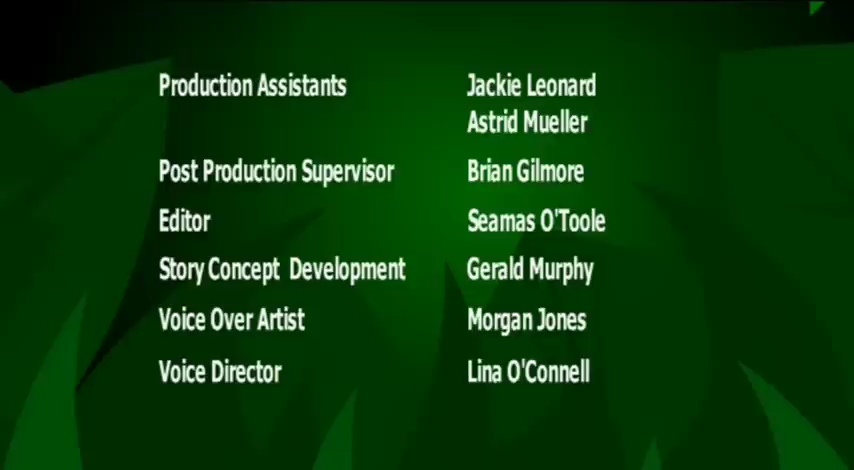 Production Assistants Jackie Leonard
Astrid Mueller
Post Production Supervisor Brian Gilmore
Editor Seamas O'Toole
Story Concept Development Gerald Murphy
Voice Over Artist Morgan Jones
Voice Director Lina O'Connell